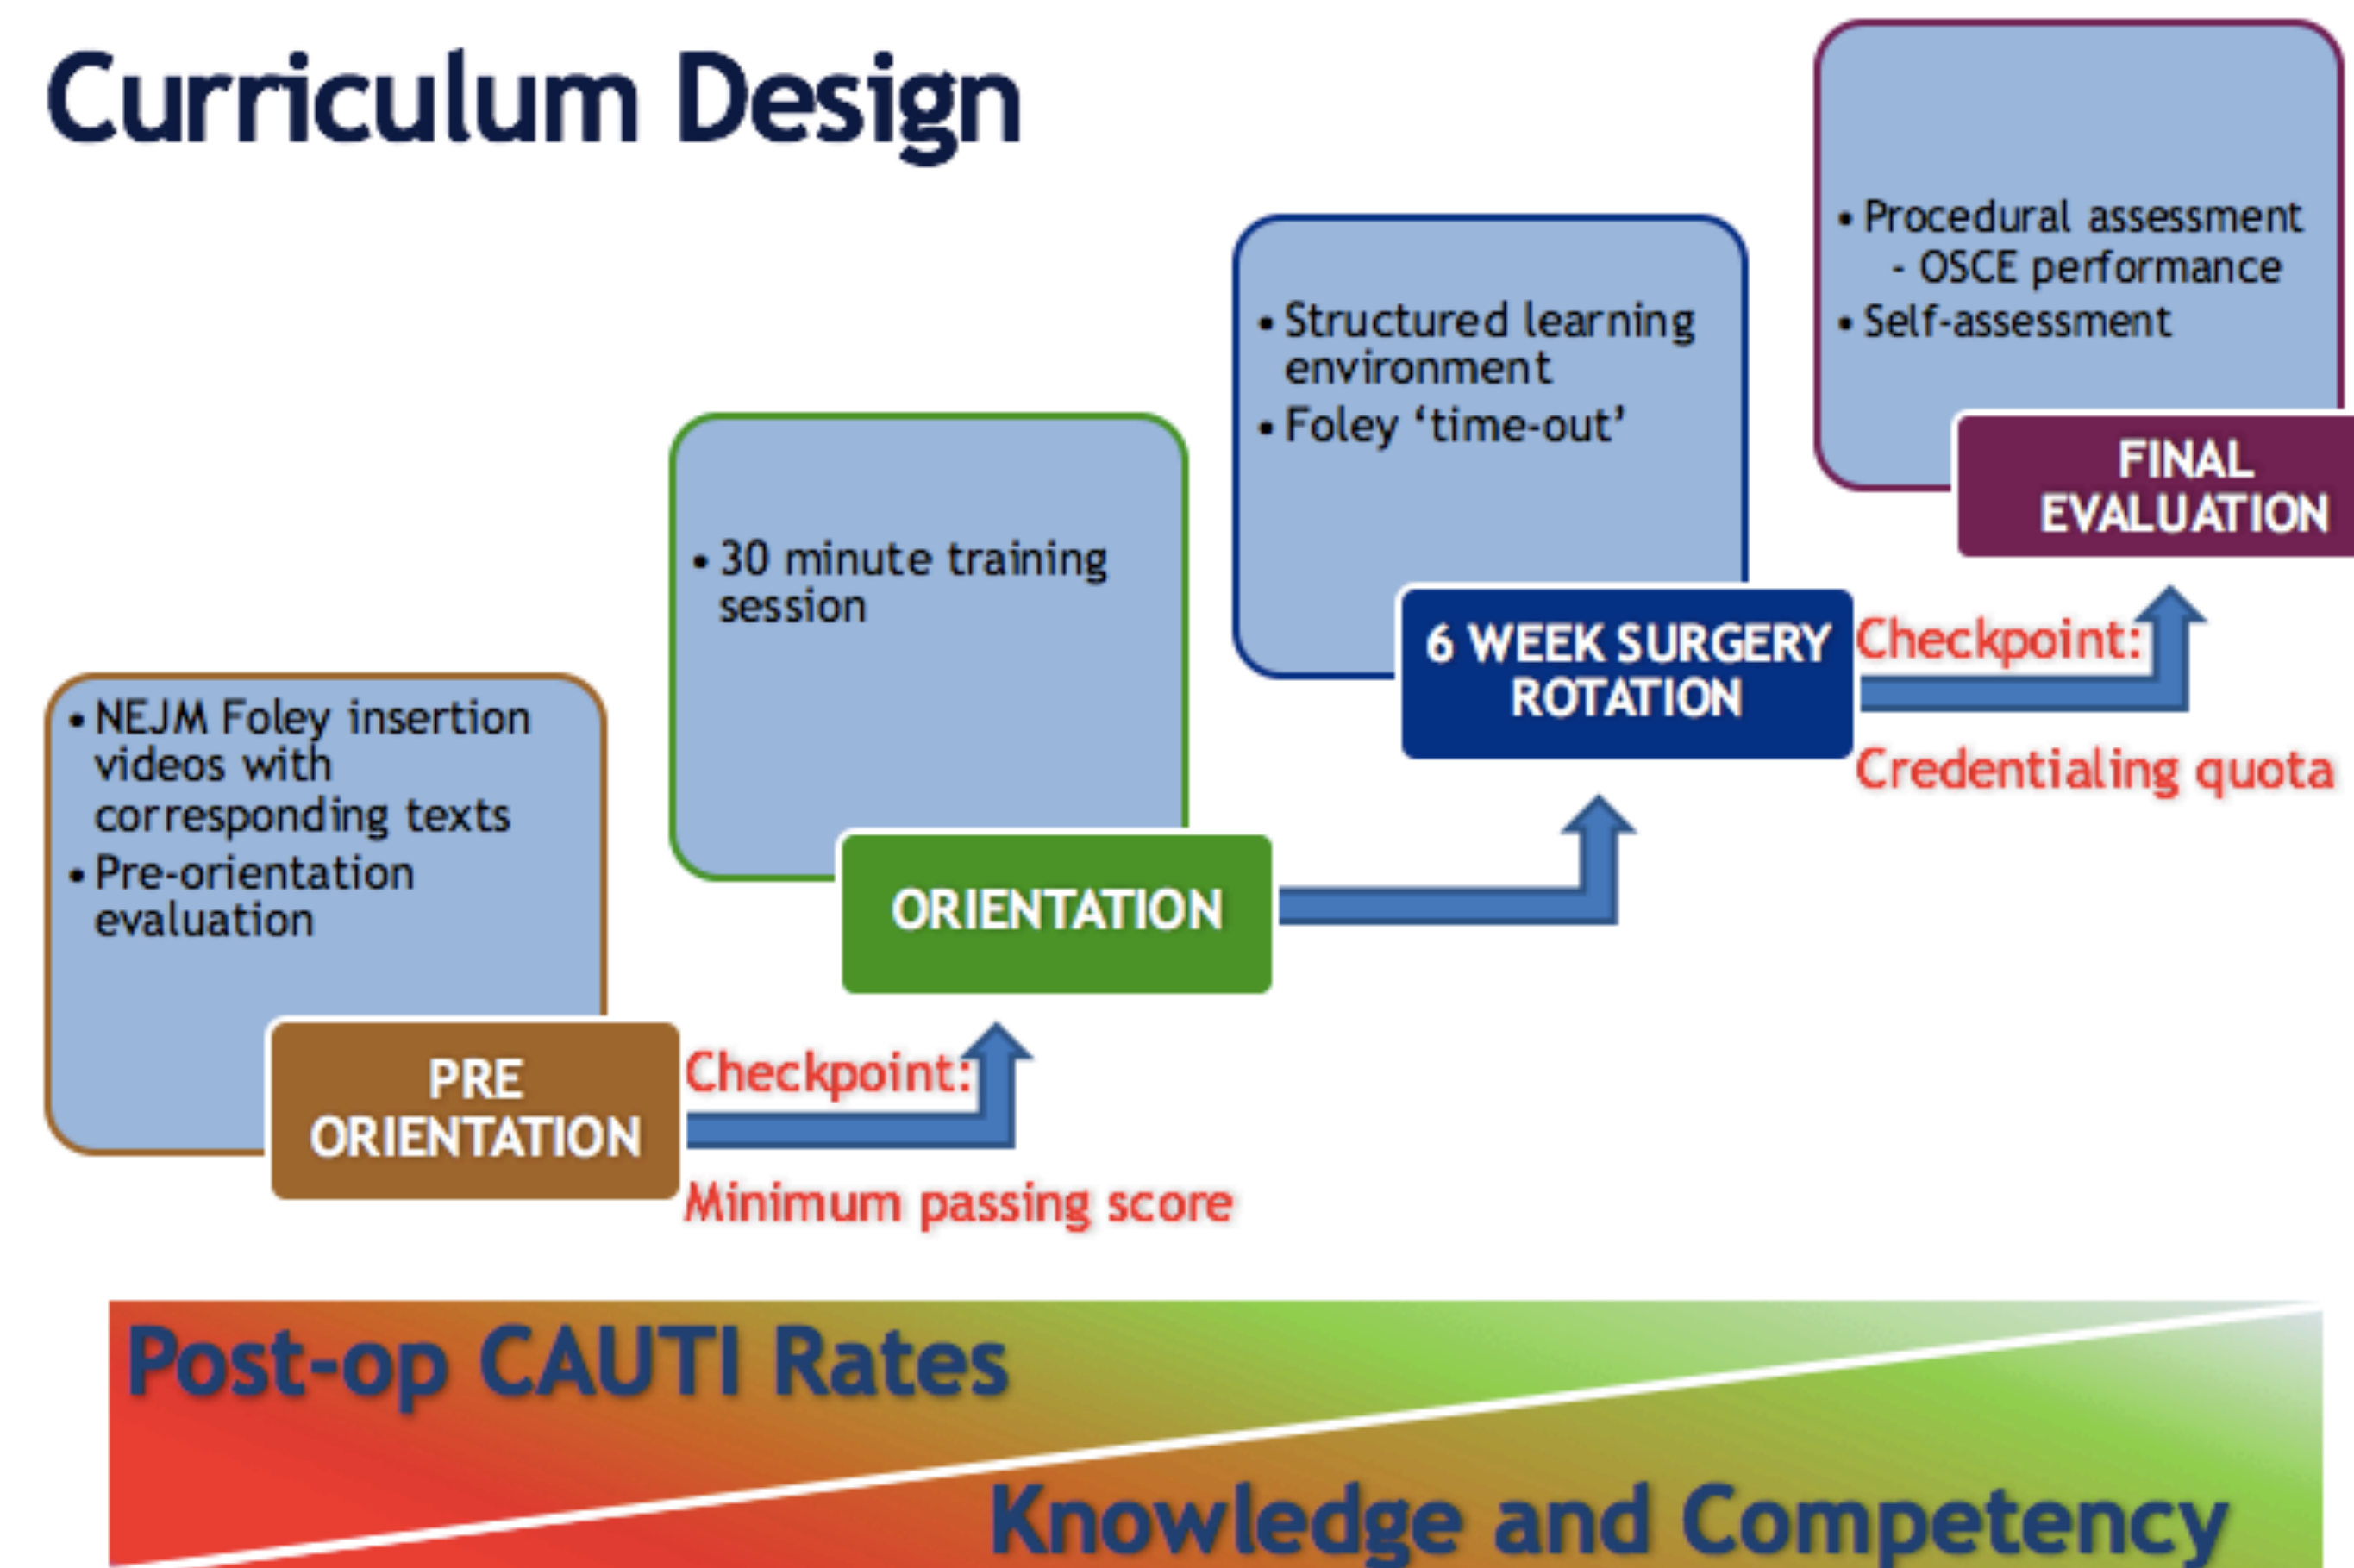 Curriculum Design
• NEJM Foley insertion
videos with
corresponding texts
• Pre-orientation
evaluation
PRE
ORIENTATION
Checkpoint:
Minimum passing score
• 30 minute training
session
ORIENTATION
• Structured learning
environment
• Foley ‘time-out’
6 WEEK SURGERY
ROTATION
Checkpoint:
Credentialing quota
• Procedural assessment
- OSCE performance
• Self-assessment
FINAL
EVALUATION
Post-op CAUTI Rates
Knowledge and Competency